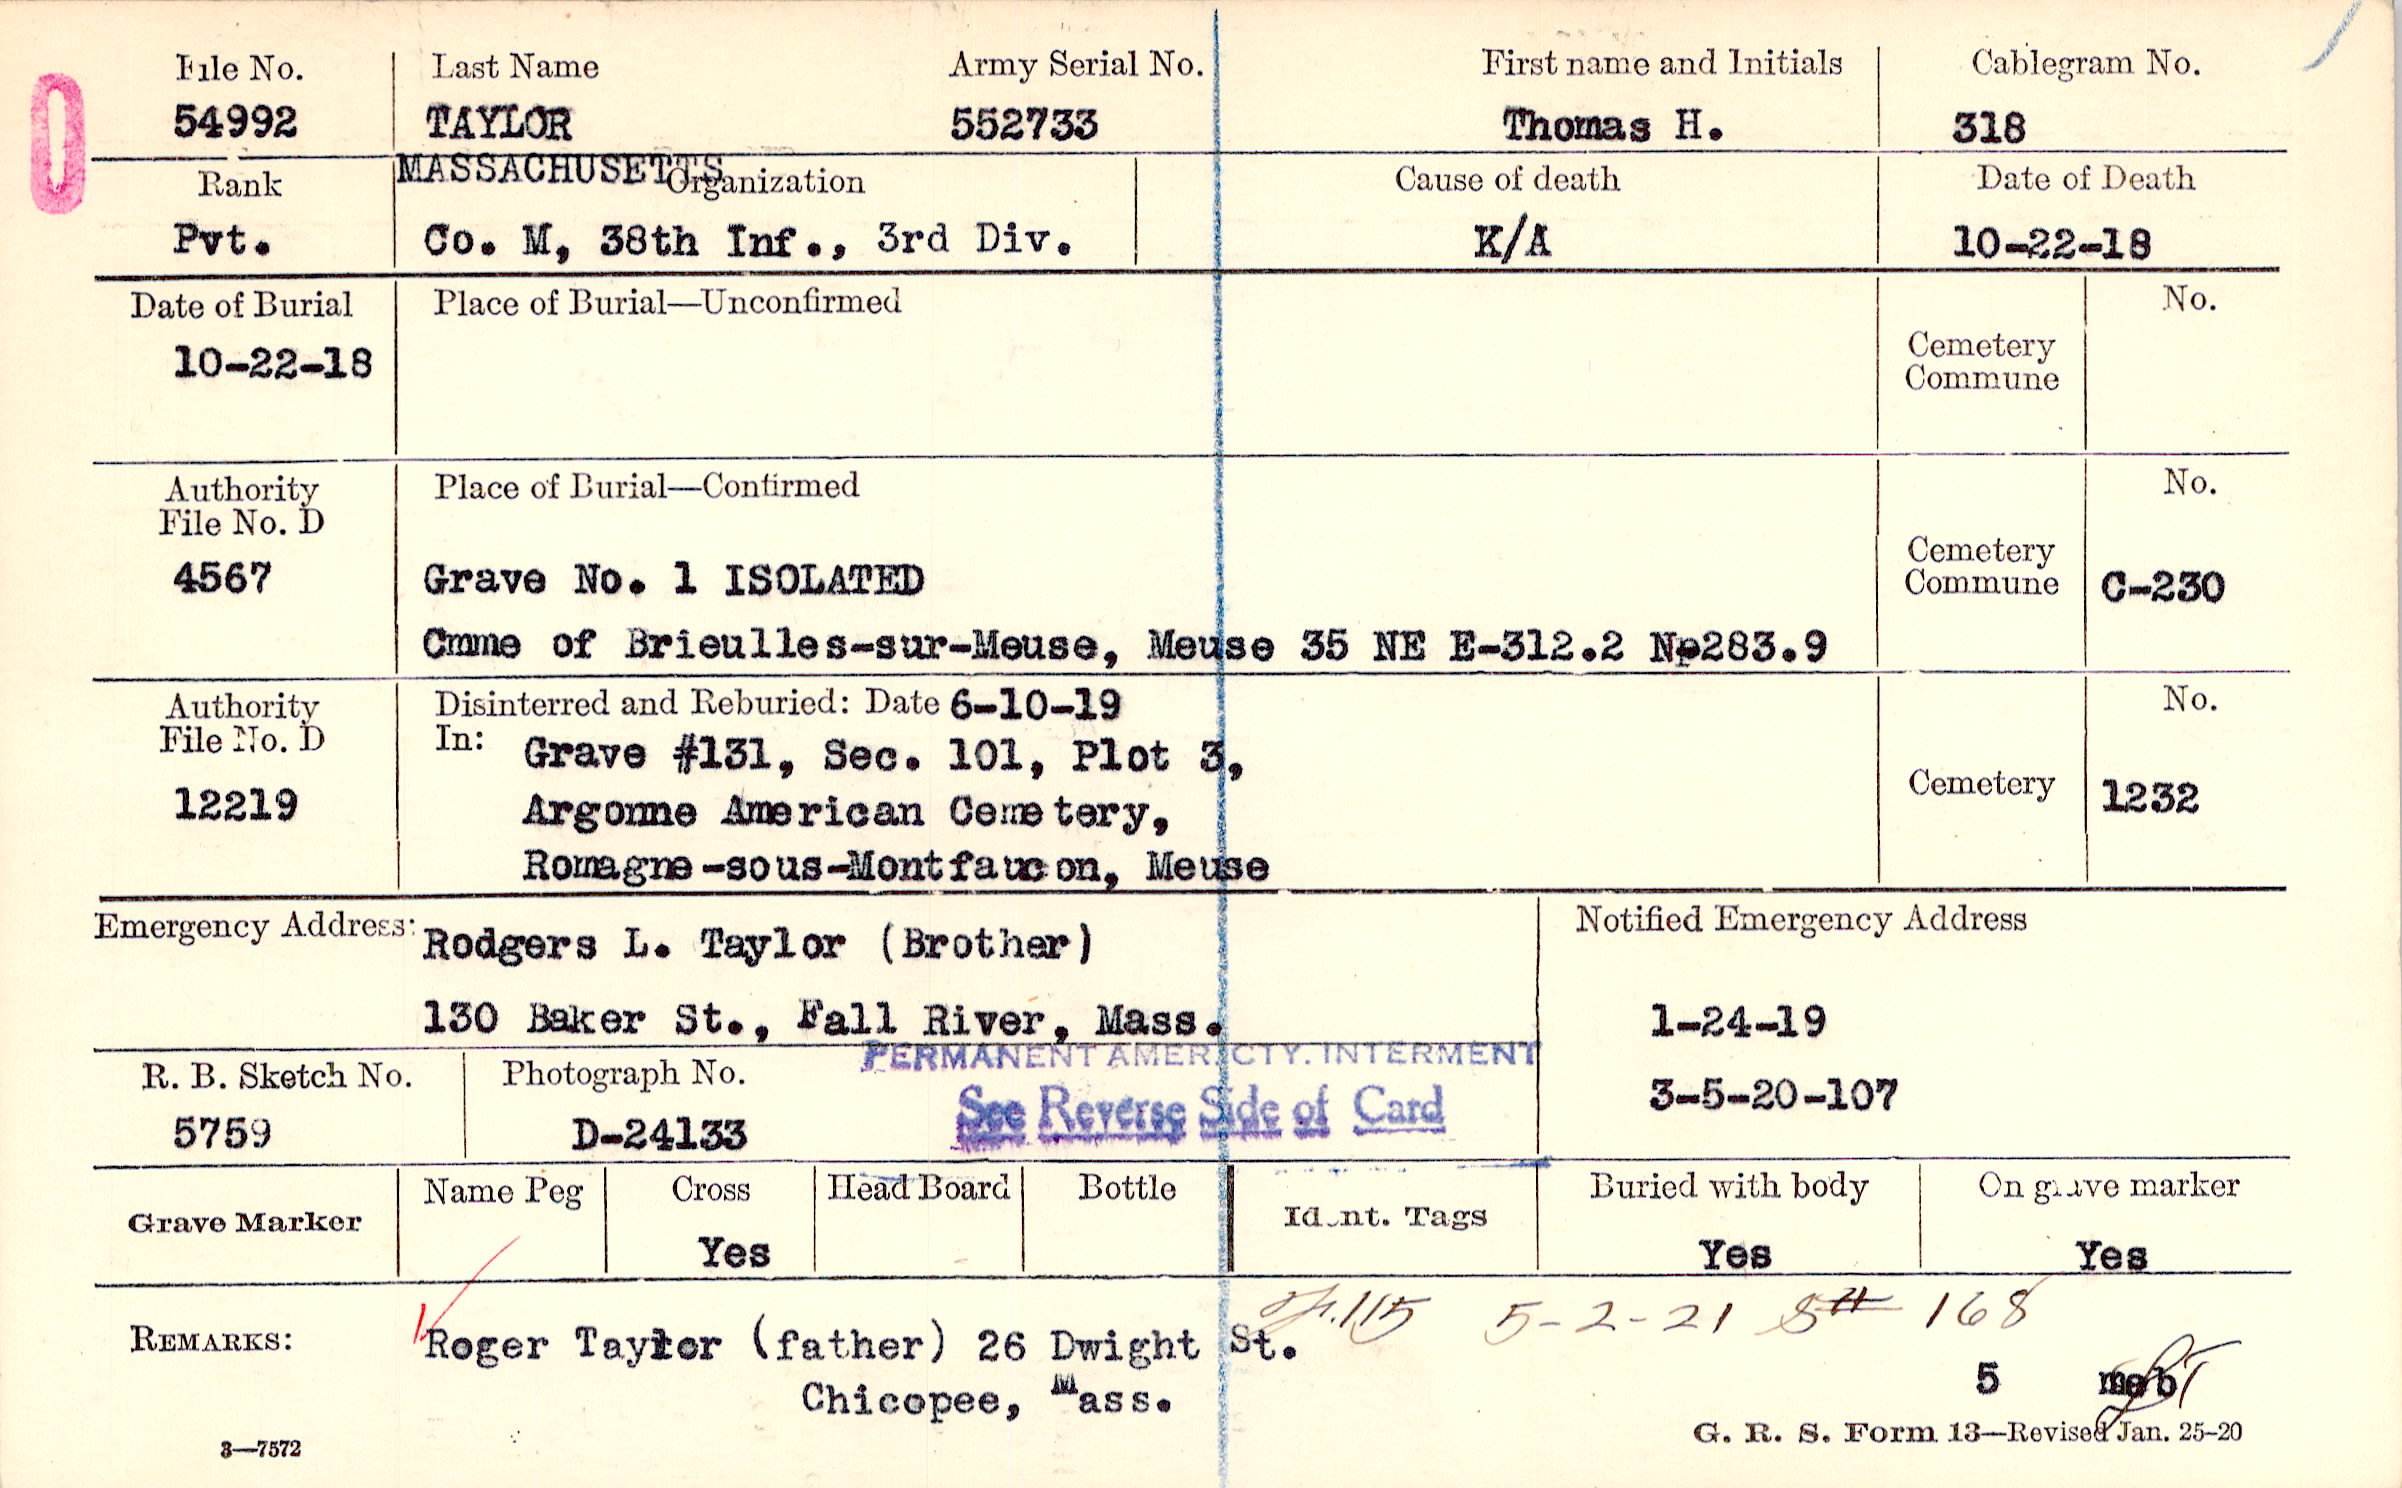 File No. Last Name Army Serial No. First name and Initials Cablegram No.
54992 TAYLOR 552733 Thomas H. 318
MASSACHUSETTS
Rank Organization Cause of death Date of Death
Pvt. Co. M, 38th Inf., 3rd Div. K/A 10-22-18
Date of Burial Place of Burial—Unconfirmed No.
10-22-18 Cemetery
Commune
Authority Place of Burial—Confirmed No.
File No. D
4567 Grave No. 1 ISOLATED Cemetery
Commune C-230
Cmme of Brieulles-sur-Meuse, Meuse 35 NE E-312.2 N-283.9
Authority Disinterred and Reburied: Date 6-10-19 No.
File No. D In: Grave #131, Sec. 101, Plot 3,
12219 Argonne American Cemetery, Cemetery 1232
Romagne-sous-Montfaucon, Meuse
Emergency Address: Rodgers L. Taylor (Brother) Notified Emergency Address
130 Baker St., Fall River, Mass. 1-24-19
PERMANENT AMER. CTY. INTERMENT
R. B. Sketch No. Photograph No. See Reverse Side of Card 3-5-20-107
5759 D-24133
Grave Marker Name Peg Cross Head Board Bottle Ident. Tags Buried with body On grave marker
Yes Yes Yes
115 5-2-21 168
REMARKS: Roger Taylor (father) 26 Dwight St.
Chicopee, Mass. 5 meb
G. R. S. Form 13—Revised Jan. 25-20
3—7572